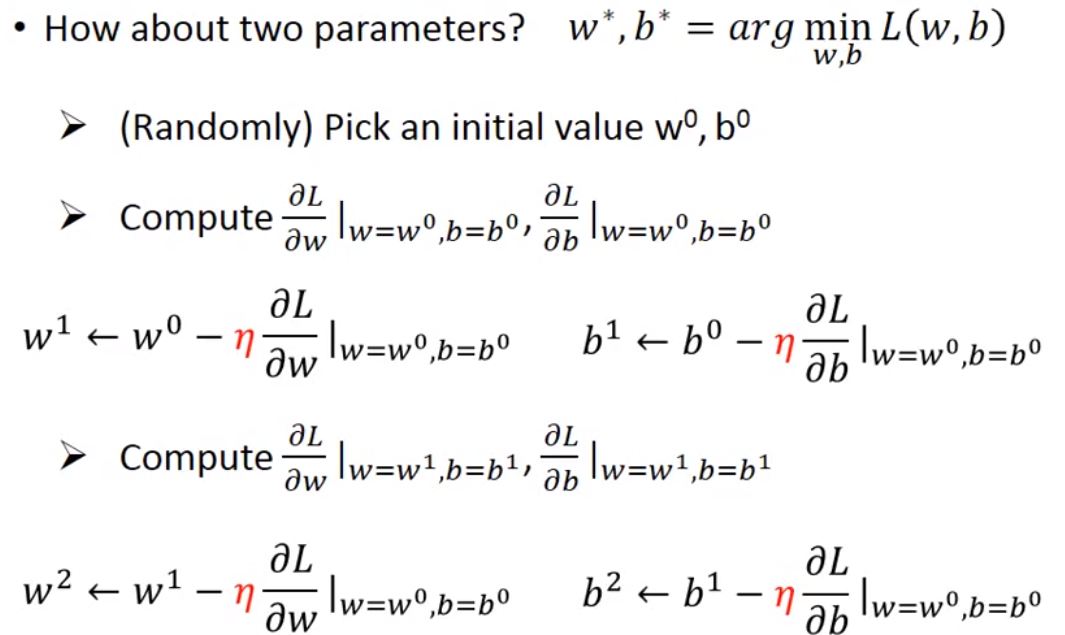 • How about two parameters? w*, b* = arg min_{w,b} L(w, b)
➢ (Randomly) Pick an initial value w⁰, b⁰
➢ Compute ∂L/∂w |w=w⁰,b=b⁰, ∂L/∂b |w=w⁰,b=b⁰
w¹ ← w⁰ − η ∂L/∂w |w=w⁰,b=b⁰ b¹ ← b⁰ − η ∂L/∂b |w=w⁰,b=b⁰
➢ Compute ∂L/∂w |w=w¹,b=b¹, ∂L/∂b |w=w¹,b=b¹
w² ← w¹ − η ∂L/∂w |w=w⁰,b=b⁰ b² ← b¹ − η ∂L/∂b |w=w⁰,b=b⁰